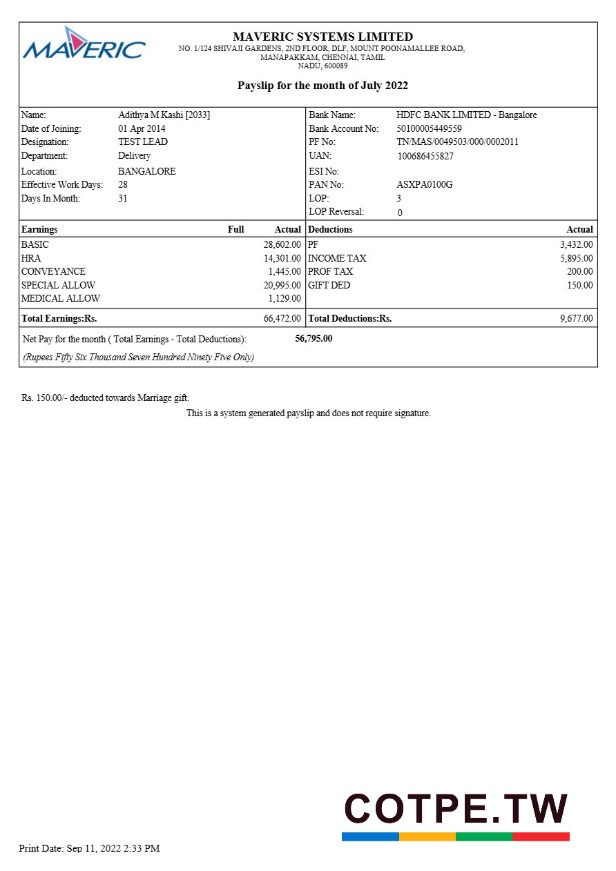 MAVERIC
MAVERIC SYSTEMS LIMITED
NO. 1/124 SHIVAJI GARDENS, 2ND FLOOR, DLF, MOUNT POONAMALLEE ROAD,
MANAPAKKAM, CHENNAI, TAMIL
NADU, 600089
Payslip for the month of July 2022
Name: Adithya M Kashi [2033] Bank Name: HDFC BANK LIMITED - Bangalore
Date of Joining: 01 Apr 2014 Bank Account No: 50100005449559
Designation: TEST LEAD PF No: TN/MAS/0049503/000/0002011
Department: Delivery UAN: 100686455827
Location: BANGALORE ESI No:
Effective Work Days: 28 PAN No: ASXPA0100G
Days In Month: 31 LOP: 3
LOP Reversal: 0
Earnings Full Actual Deductions Actual
BASIC 28,602.00 PF 3,432.00
HRA 14,301.00 INCOME TAX 5,895.00
CONVEYANCE 1,445.00 PROF TAX 200.00
SPECIAL ALLOW 20,995.00 GIFT DED 150.00
MEDICAL ALLOW 1,129.00
Total Earnings:Rs. 66,472.00 Total Deductions:Rs. 9,677.00
Net Pay for the month ( Total Earnings - Total Deductions): 56,795.00
(Rupees Fifty Six Thousand Seven Hundred Ninety Five Only)
Rs. 150.00/- deducted towards Marriage gift.
This is a system generated payslip and does not require signature.
COTPE.TW
Print Date: Sep 11, 2022 2:33 PM